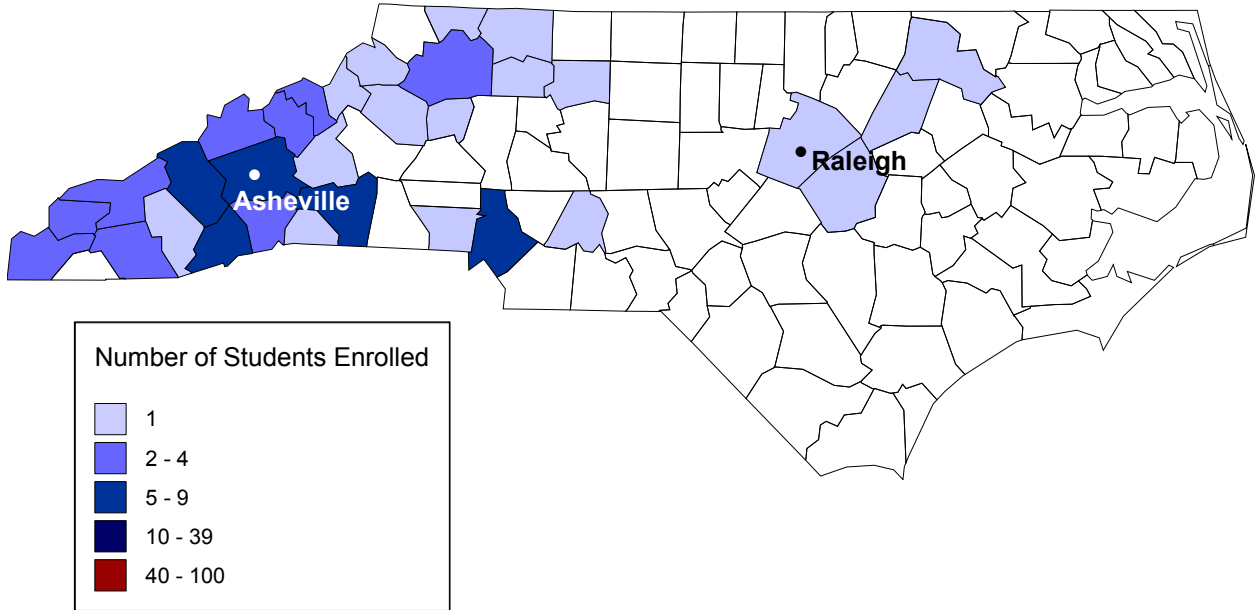 Raleigh
Asheville
Number of Students Enrolled
1
2 - 4
5 - 9
10 - 39
40 - 100